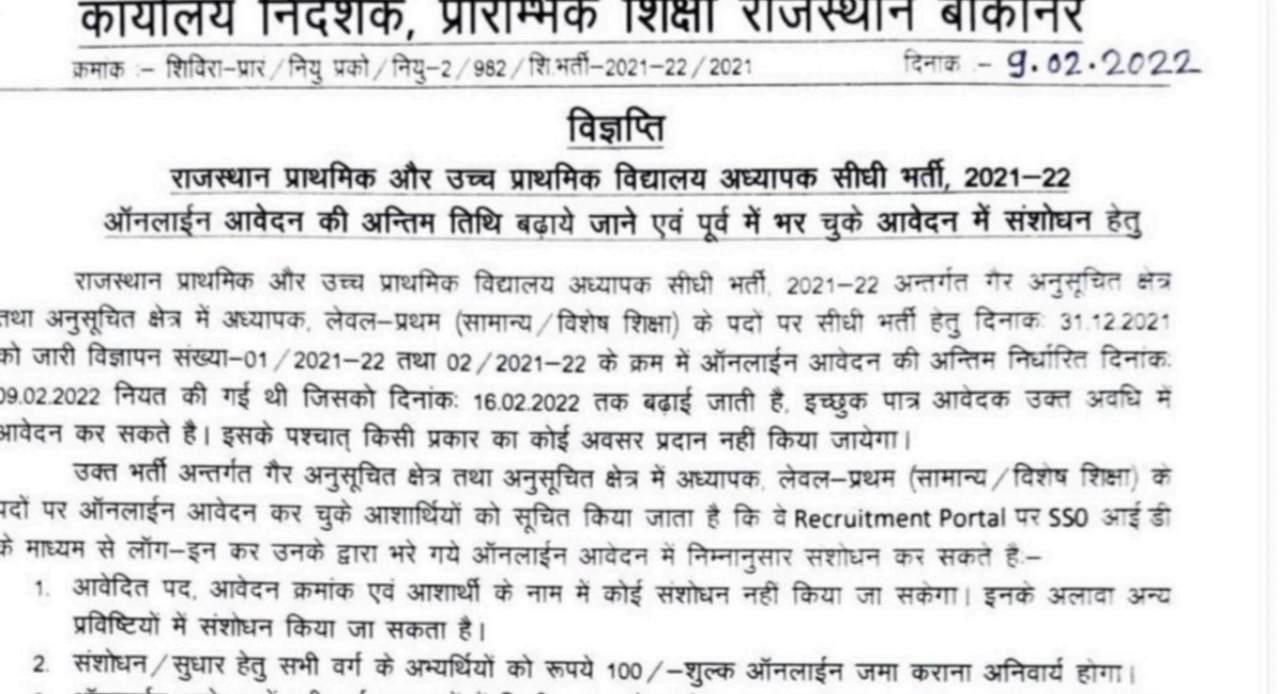 कार्यालय निदेशक, प्रारम्भिक शिक्षा राजस्थान बीकानेर
क्रमांक :- शिविरा-प्रारं/नियु प्रको/नियु-2/982/शि.भर्ती-2021-22/2021 दिनांक :- 9.02.2022
विज्ञप्ति
राजस्थान प्राथमिक और उच्च प्राथमिक विद्यालय अध्यापक सीधी भर्ती, 2021-22
ऑनलाईन आवेदन की अन्तिम तिथि बढ़ाये जाने एवं पूर्व में भर चुके आवेदन में संशोधन हेतु
राजस्थान प्राथमिक और उच्च प्राथमिक विद्यालय अध्यापक सीधी भर्ती, 2021-22 अन्तर्गत गैर अनुसूचित क्षेत्र
तथा अनुसूचित क्षेत्र में अध्यापक, लेवल-प्रथम (सामान्य/विशेष शिक्षा) के पदों पर सीधी भर्ती हेतु दिनांकः 31.12.2021
को जारी विज्ञापन संख्या-01/2021-22 तथा 02/2021-22 के क्रम में ऑनलाईन आवेदन की अन्तिम निर्धारित दिनांकः
09.02.2022 नियत की गई थी जिसको दिनांकः 16.02.2022 तक बढ़ाई जाती है, इच्छुक पात्र आवेदक उक्त अवधि में
आवेदन कर सकते है। इसके पश्चात् किसी प्रकार का कोई अवसर प्रदान नहीं किया जायेगा।
उक्त भर्ती अन्तर्गत गैर अनुसूचित क्षेत्र तथा अनुसूचित क्षेत्र में अध्यापक, लेवल-प्रथम (सामान्य/विशेष शिक्षा) के
पदों पर ऑनलाईन आवेदन कर चुके आशार्थियों को सूचित किया जाता है कि वे Recruitment Portal पर SSO आई डी
के माध्यम से लॉग-इन कर उनके द्वारा भरे गये ऑनलाईन आवेदन में निम्नानुसार संशोधन कर सकते है:-
1. आवेदित पद, आवेदन क्रमांक एवं आशार्थी के नाम में कोई संशोधन नहीं किया जा सकेगा। इनके अलावा अन्य
प्रविष्टियों में संशोधन किया जा सकता है।
2. संशोधन/सुधार हेतु सभी वर्ग के अभ्यर्थियों को रूपये 100/-शुल्क ऑनलाईन जमा कराना अनिवार्य होगा।